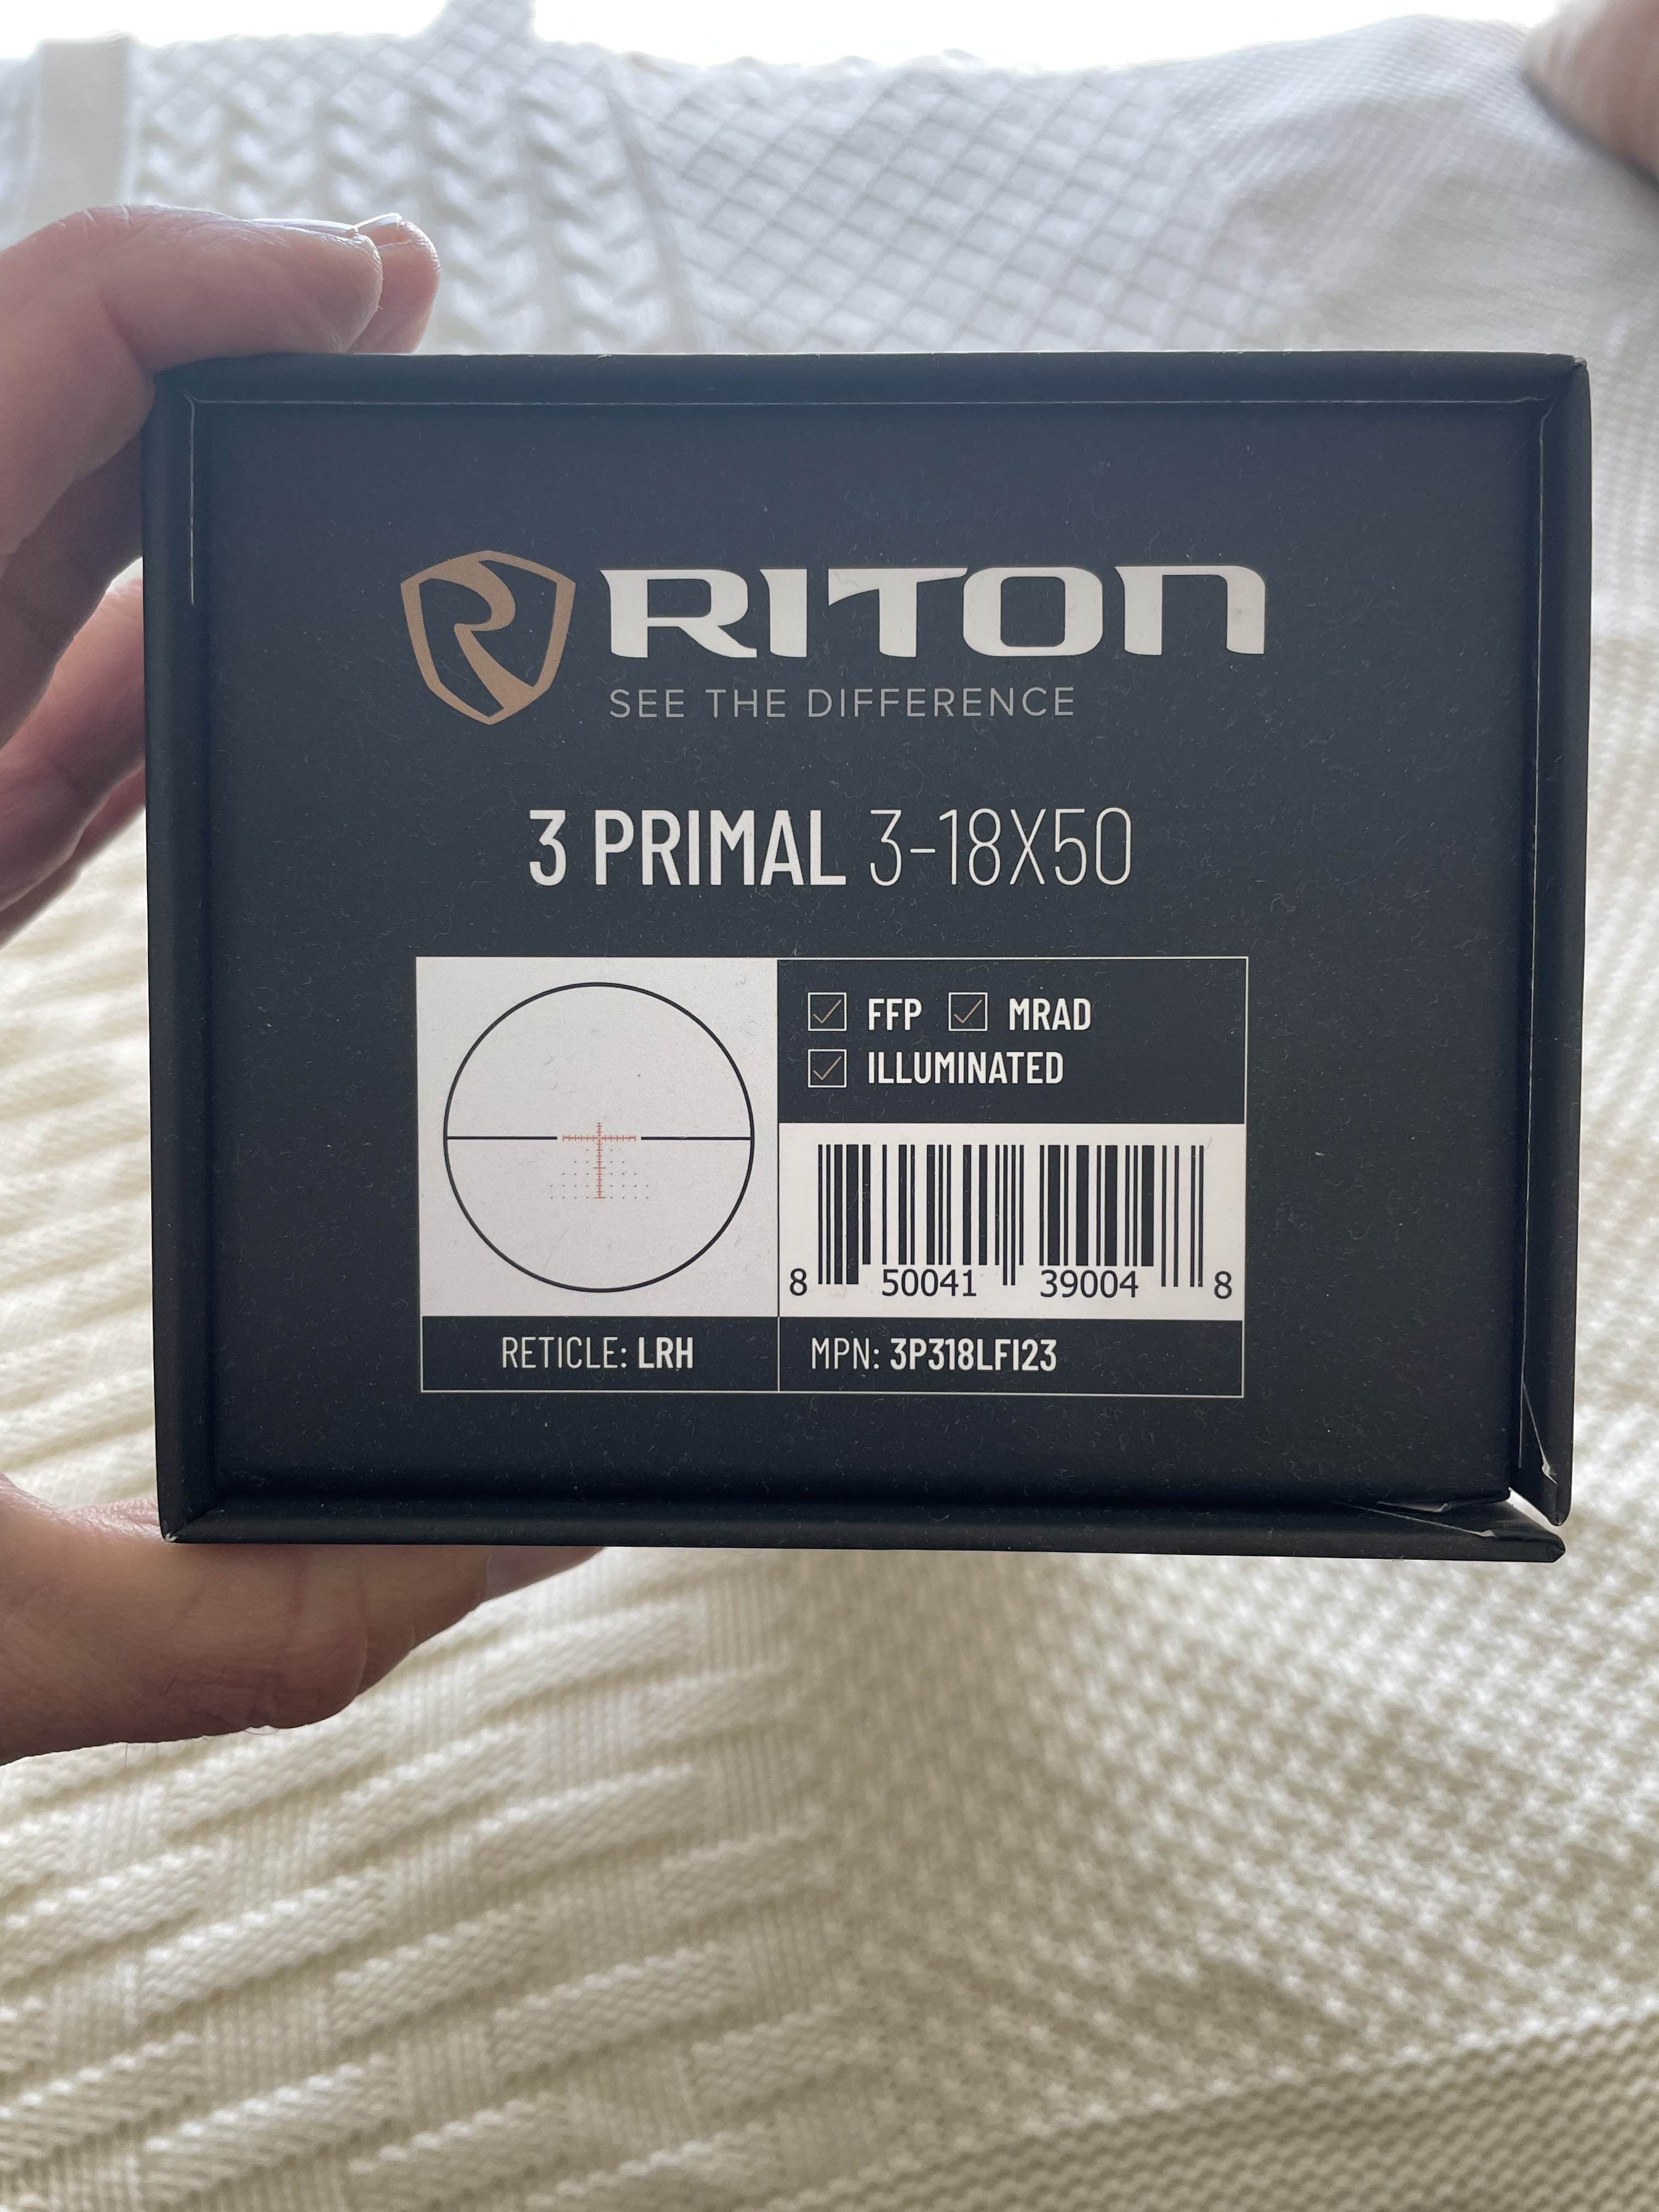 RITON
SEE THE DIFFERENCE
3 PRIMAL 3-18X50
FFP MRAD
ILLUMINATED
8 50041 39004 8
RETICLE: LRH
MPN: 3P318LFI23